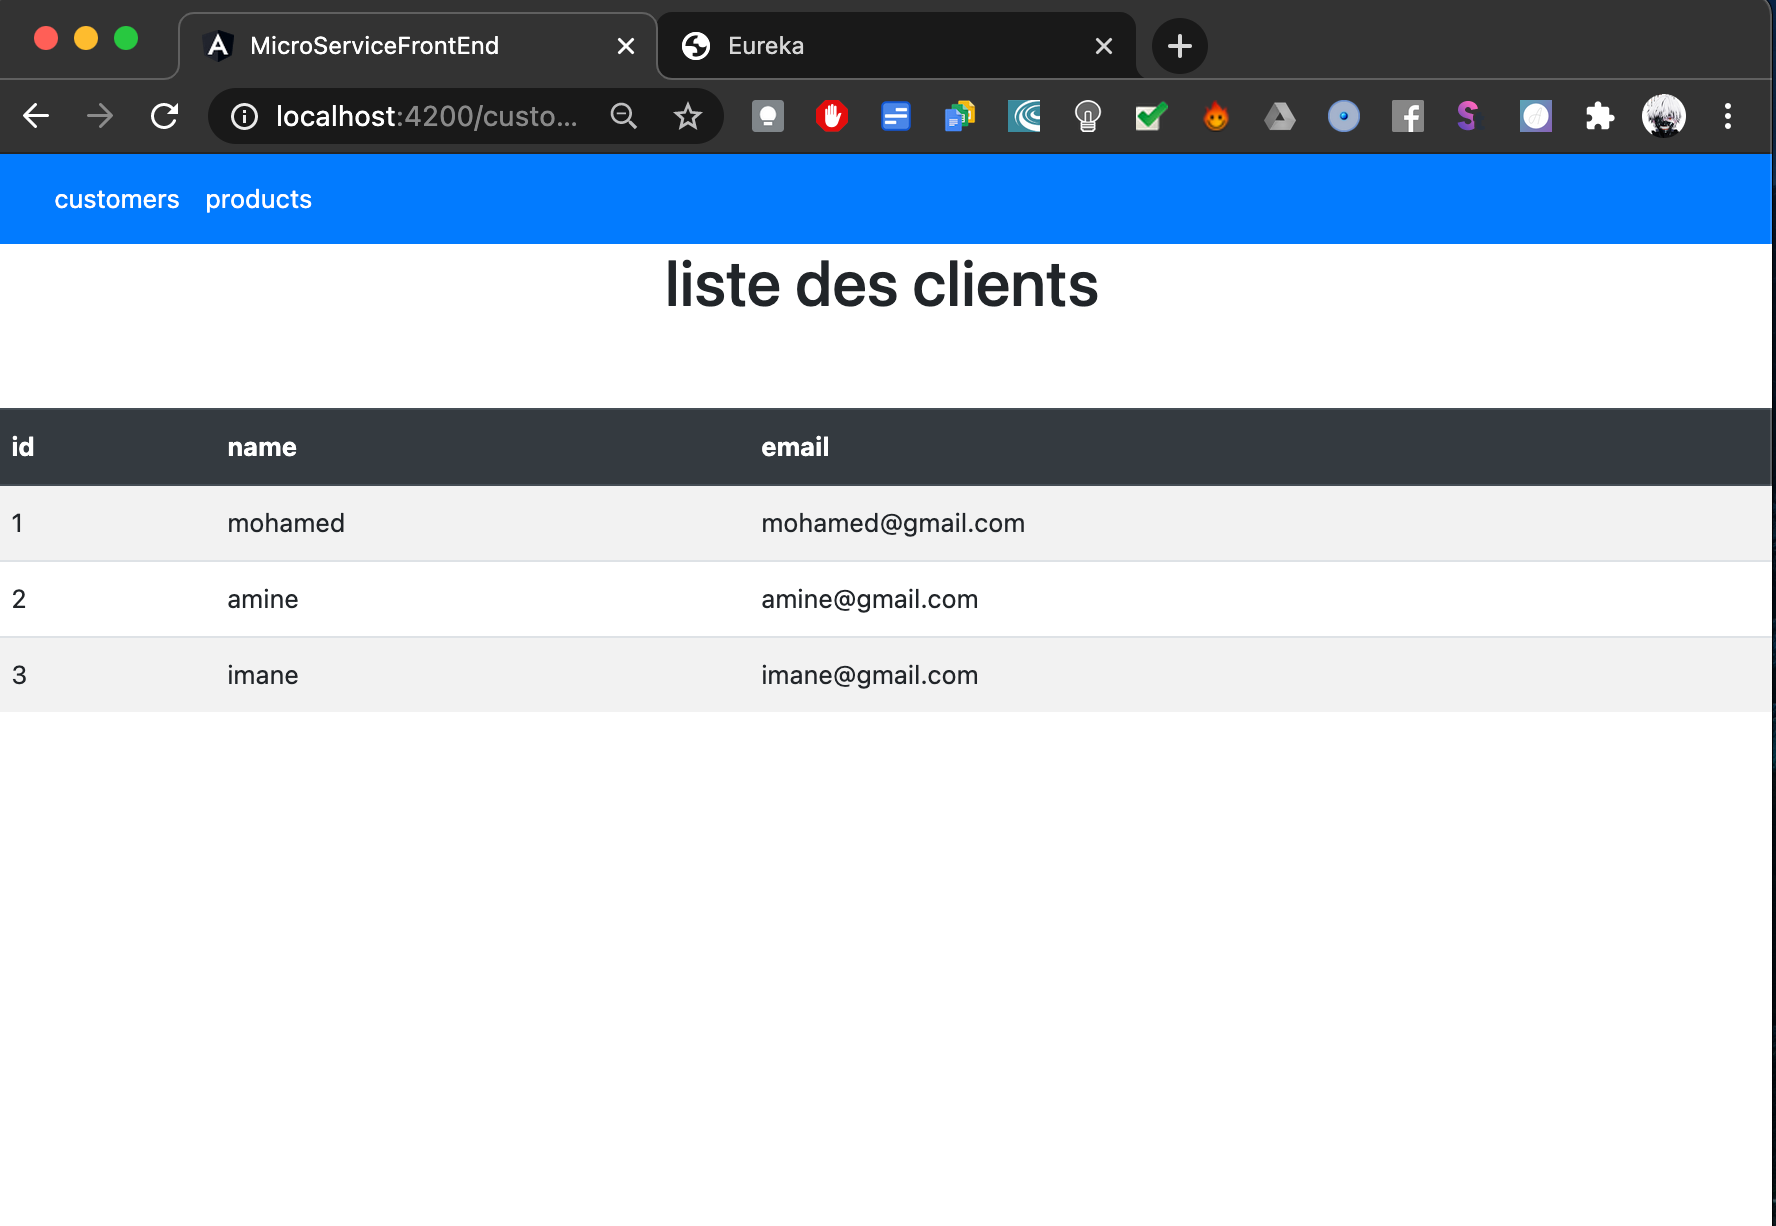 MicroServiceFrontEnd
Eureka
localhost:4200/custo...
customers products
liste des clients
id name email
1 mohamed mohamed@gmail.com
2 amine amine@gmail.com
3 imane imane@gmail.com